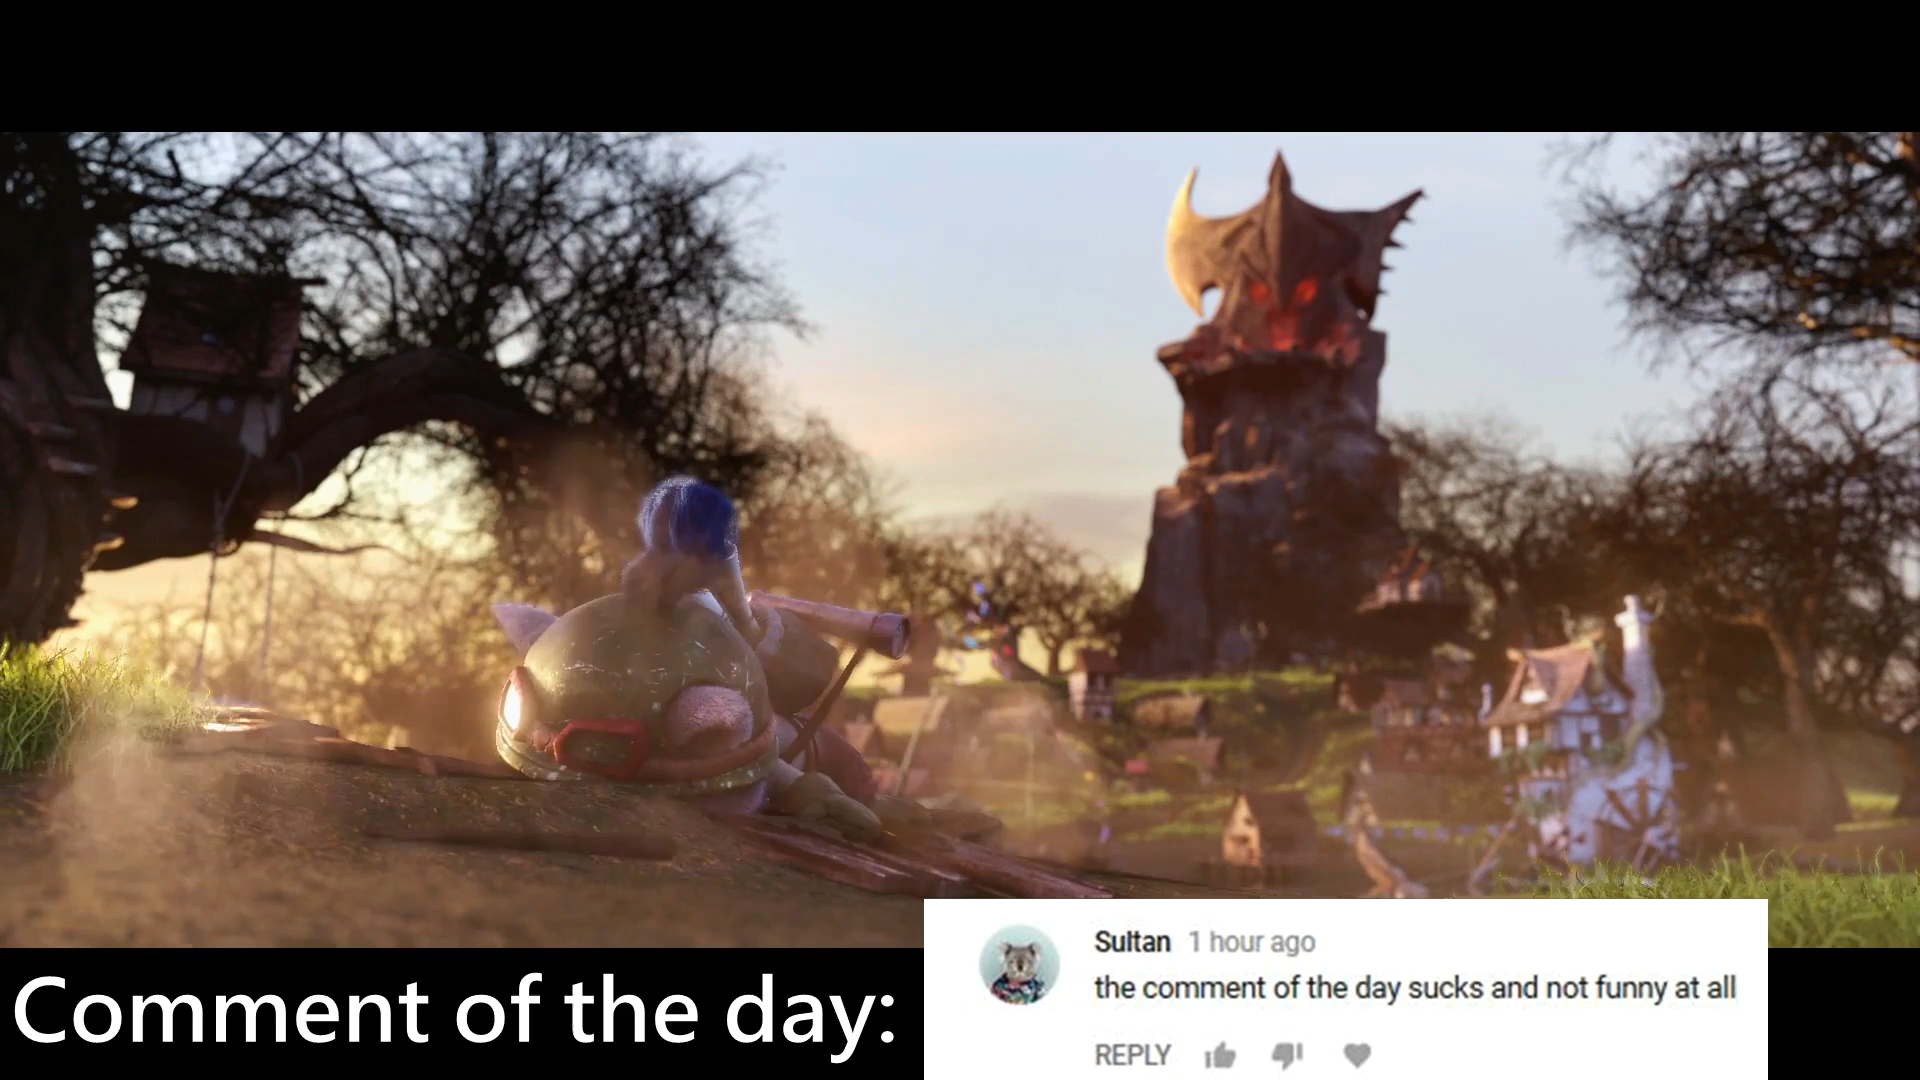 Comment of the day:
Sultan 1 hour ago
the comment of the day sucks and not funny at all
REPLY